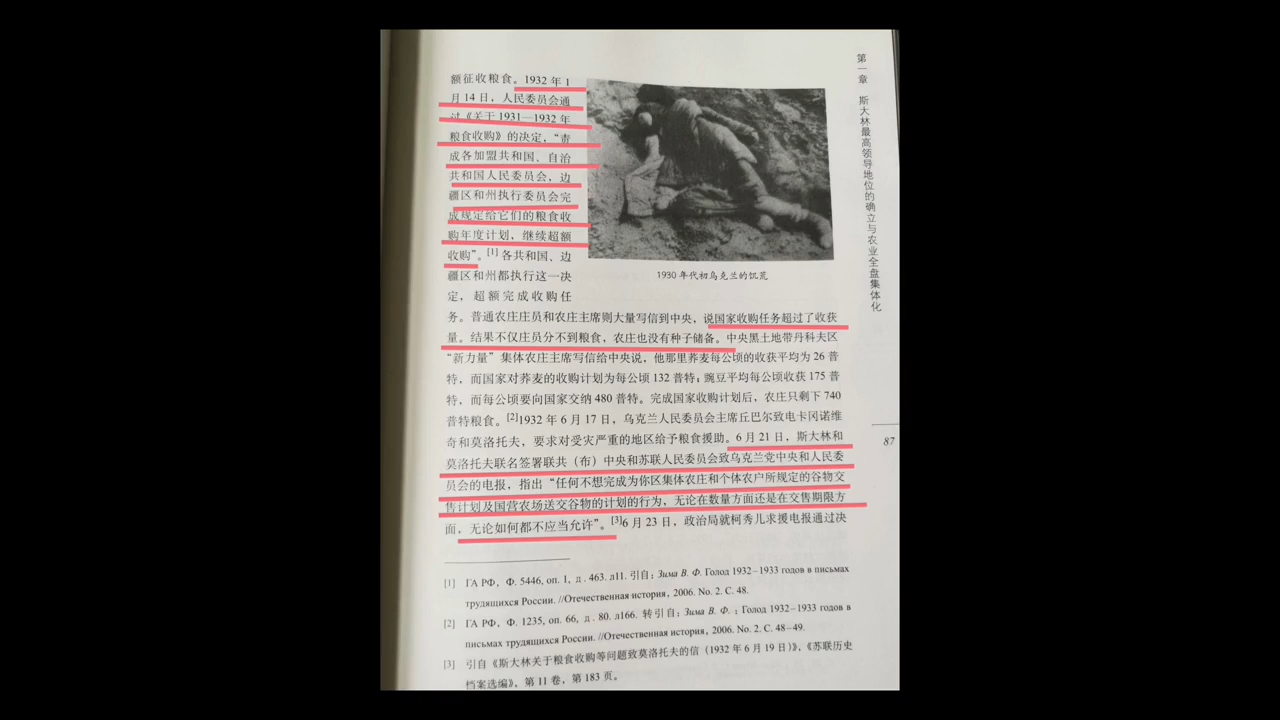 额征收粮食。1932 年 1
月 14 日，人民委员会通
过《关于 1931—1932 年
粮食收购》的决定，“责
成各加盟共和国、自治
共和国人民委员会，边
疆区和州执行委员会完
成规定给它们的粮食收
购年度计划，继续超额
收购”。[1] 各共和国、边
疆区和州都执行这一决
定，超额完成收购任
1930 年代初乌克兰的饥荒
务。普通农庄庄员和农庄主席则大量写信到中央，说国家收购任务超过了收获
量。结果不仅庄员分不到粮食，农庄也没有种子储备。中央黑土地带丹科夫区
“新力量”集体农庄主席写信给中央说，他那里荞麦每公顷的收获平均为 26 普
特，而国家对荞麦的收购计划为每公顷 132 普特；豌豆平均每公顷收获 175 普
特，而每公顷要向国家交纳 480 普特。完成国家收购计划后，农庄只剩下 740
普特粮食。[2]1932 年 6 月 17 日，乌克兰人民委员会主席丘巴尔致电卡冈诺维
奇和莫洛托夫，要求对受灾严重的地区给予粮食援助。6 月 21 日，斯大林和
莫洛托夫联名签署联共（布）中央和苏联人民委员会致乌克兰党中央和人民委
员会的电报，指出“任何不想完成为你区集体农庄和个体农户所规定的谷物交
售计划及国营农场送交谷物的计划的行为，无论在数量方面还是在交售期限方
面，无论如何都不应当允许”。[3]6 月 23 日，政治局就柯秀儿求援电报通过决
[1] ГА РФ, Ф. 5446, оп. 1, д. 463. л11. 引自：Зима В. Ф. Голод 1932–1933 годов в письмах
трудящихся России. //Отечественная история, 2006. No. 2. С. 48.
[2] ГА РФ, Ф. 1235, оп. 66, д. 80. л166. 转引自：Зима В. Ф.：Голод 1932–1933 годов в
письмах трудящихся России. //Отечественная история, 2006. No. 2. С. 48–49.
[3] 引自《斯大林关于粮食收购等问题致莫洛托夫的信（1932 年 6 月 19 日）》，《苏联历史
档案选编》，第 11 卷，第 183 页。
第一章 斯大林最高领导地位的确立与农业全盘集体化
87